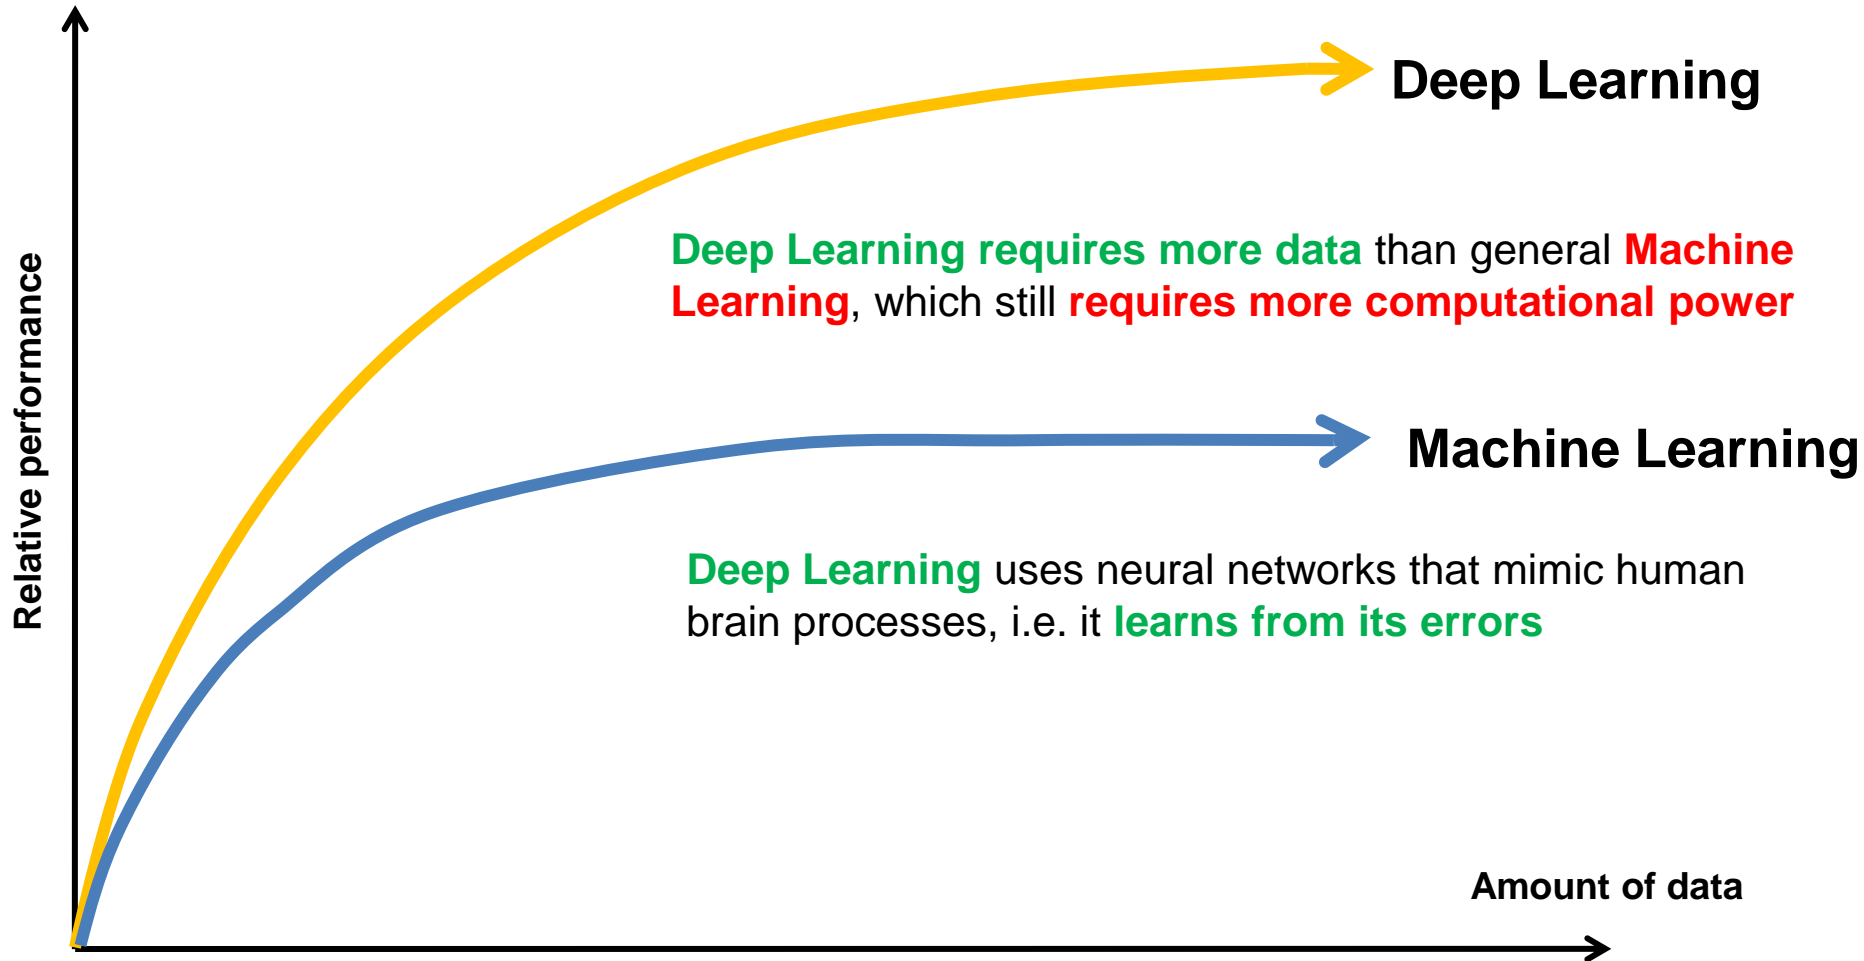 Deep Learning
Deep Learning requires more data than general Machine
Learning, which still requires more computational power
Relative performance
Machine Learning
Deep Learning uses neural networks that mimic human
brain processes, i.e. it learns from its errors
Amount of data